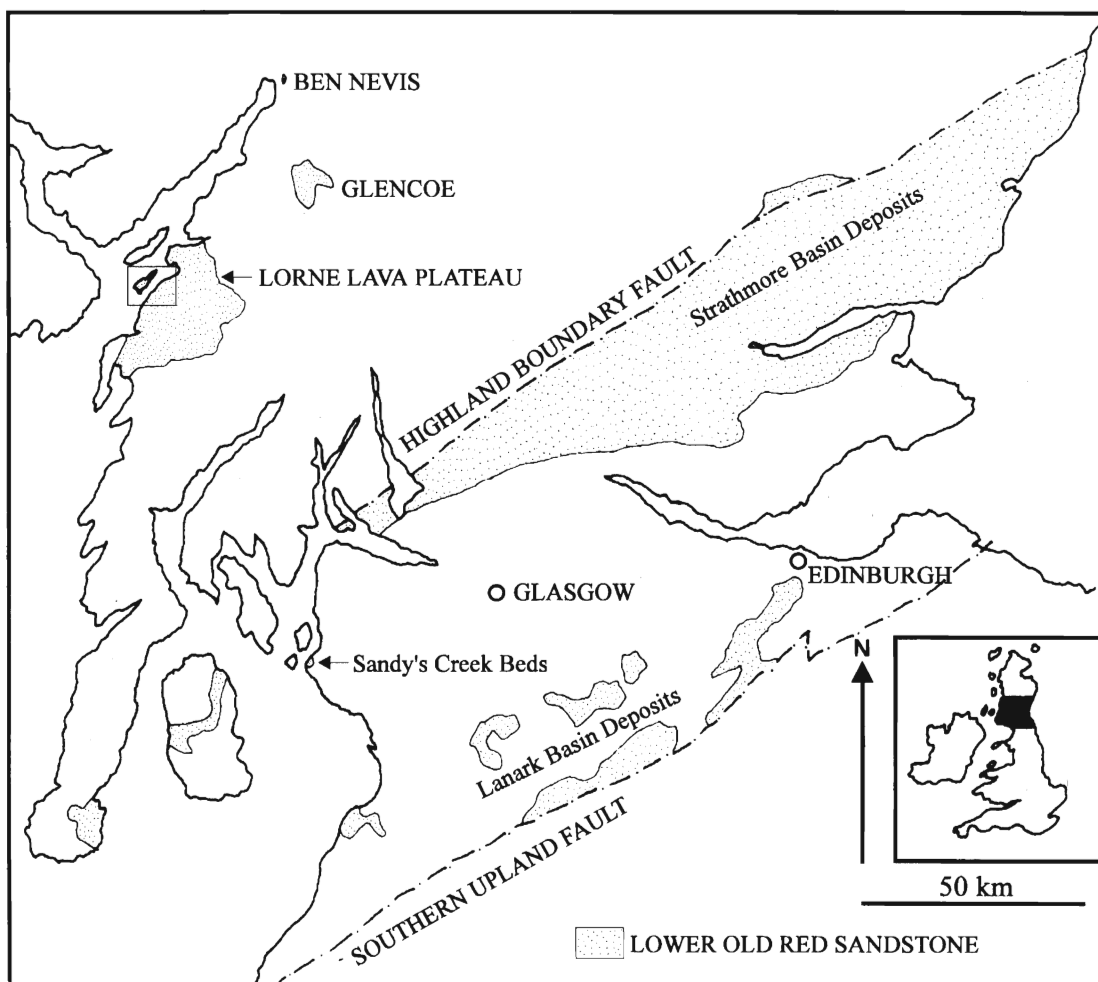 BEN NEVIS
GLENCOE
LORNE LAVA PLATEAU
HIGHLAND BOUNDARY FAULT
Strathmore Basin Deposits
GLASGOW
EDINBURGH
Sandy's Creek Beds
N
Lanark Basin Deposits
SOUTHERN UPLAND FAULT
50 km
LOWER OLD RED SANDSTONE